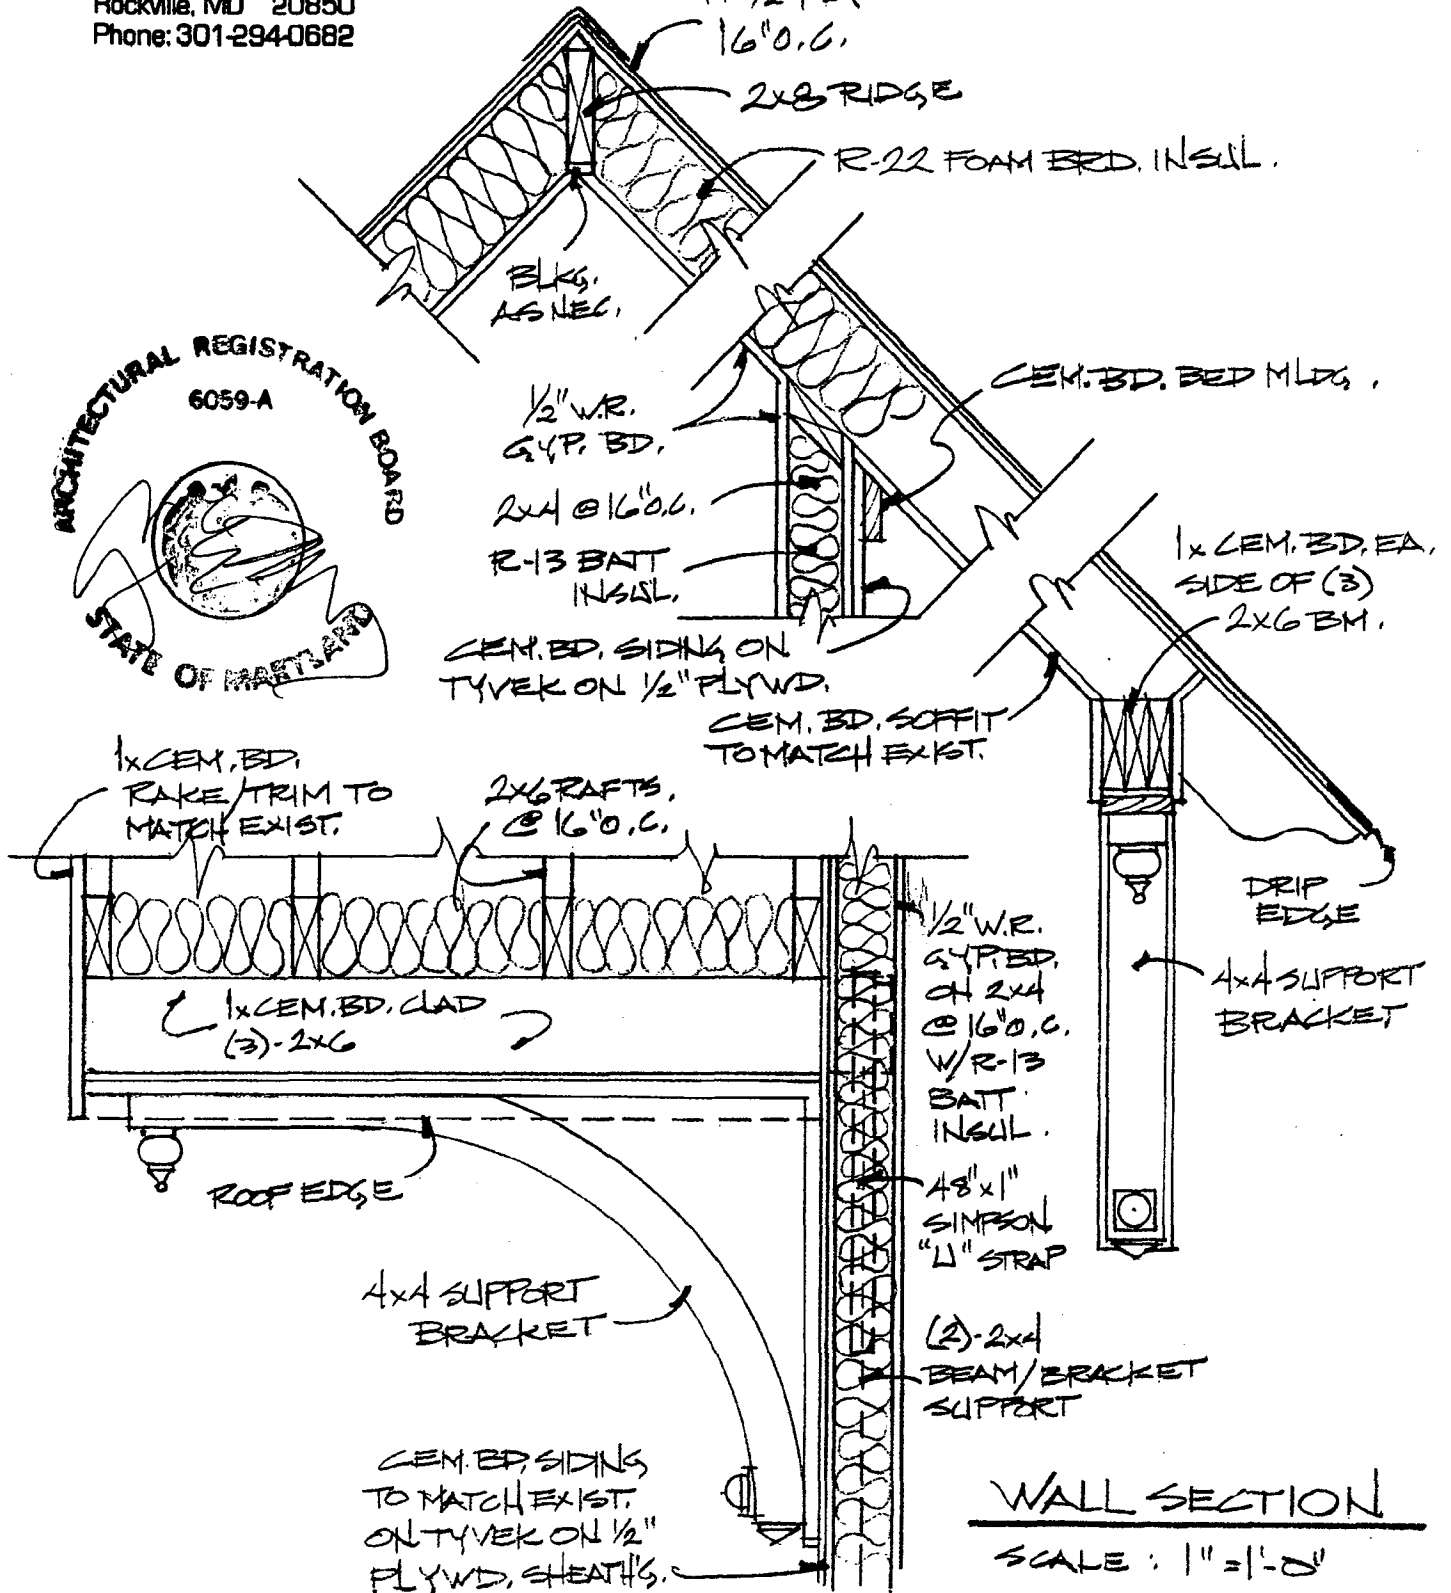 Rockville, MD 20850
Phone: 301-294-0682
16" O.C.
2x8 RIDGE
R-22 FOAM BRD. INSUL.
BLKG.
AS NEC.
ARCHITECTURAL REGISTRATION BOARD
6059-A
STATE OF MARYLAND
1/2" W.R.
GYP. BD.
CEM. BD. BED MLDG.
2x4 @ 16" O.C.
R-13 BATT
INSUL.
CEM. BD. SIDING ON
TYVEK ON 1/2" PLYWD.
1x CEM. BD. EA.
SIDE OF (3)
2x6 BM.
CEM. BD. SOFFIT
TO MATCH EXIST.
1x CEM. BD.
RAKE/TRIM TO
MATCH EXIST.
2x6 RAFTS.
@ 16" O.C.
DRIP
EDGE
1/2" W.R.
GYP. BD.
ON 2x4
@ 16" O.C.
W/ R-13
BATT
INSUL.
4x4 SUPPORT
BRACKET
1x CEM. BD. CLAD
(3)-2x6
ROOF EDGE
48" x 1"
SIMPSON
"U" STRAP
4x4 SUPPORT
BRACKET
(2)-2x4
BEAM/BRACKET
SUPPORT
CEM. BD. SIDING
TO MATCH EXIST.
ON TYVEK ON 1/2"
PLYWD. SHEATH'G.
WALL SECTION
SCALE : 1" = 1'-0"